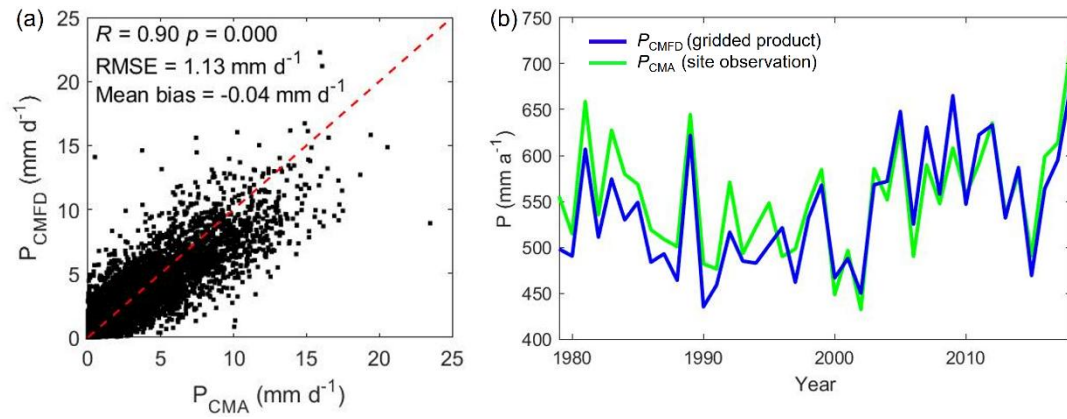 (a)
R = 0.90 p = 0.000
RMSE = 1.13 mm d-1
Mean bias = -0.04 mm d-1
PCMFD (mm d-1)
25
20
15
10
5
0
0 5 10 15 20 25
PCMA (mm d-1)
(b)
PCMFD (gridded product)
PCMA (site observation)
P (mm a-1)
750
700
650
600
550
500
450
400
1980 1990 2000 2010
Year